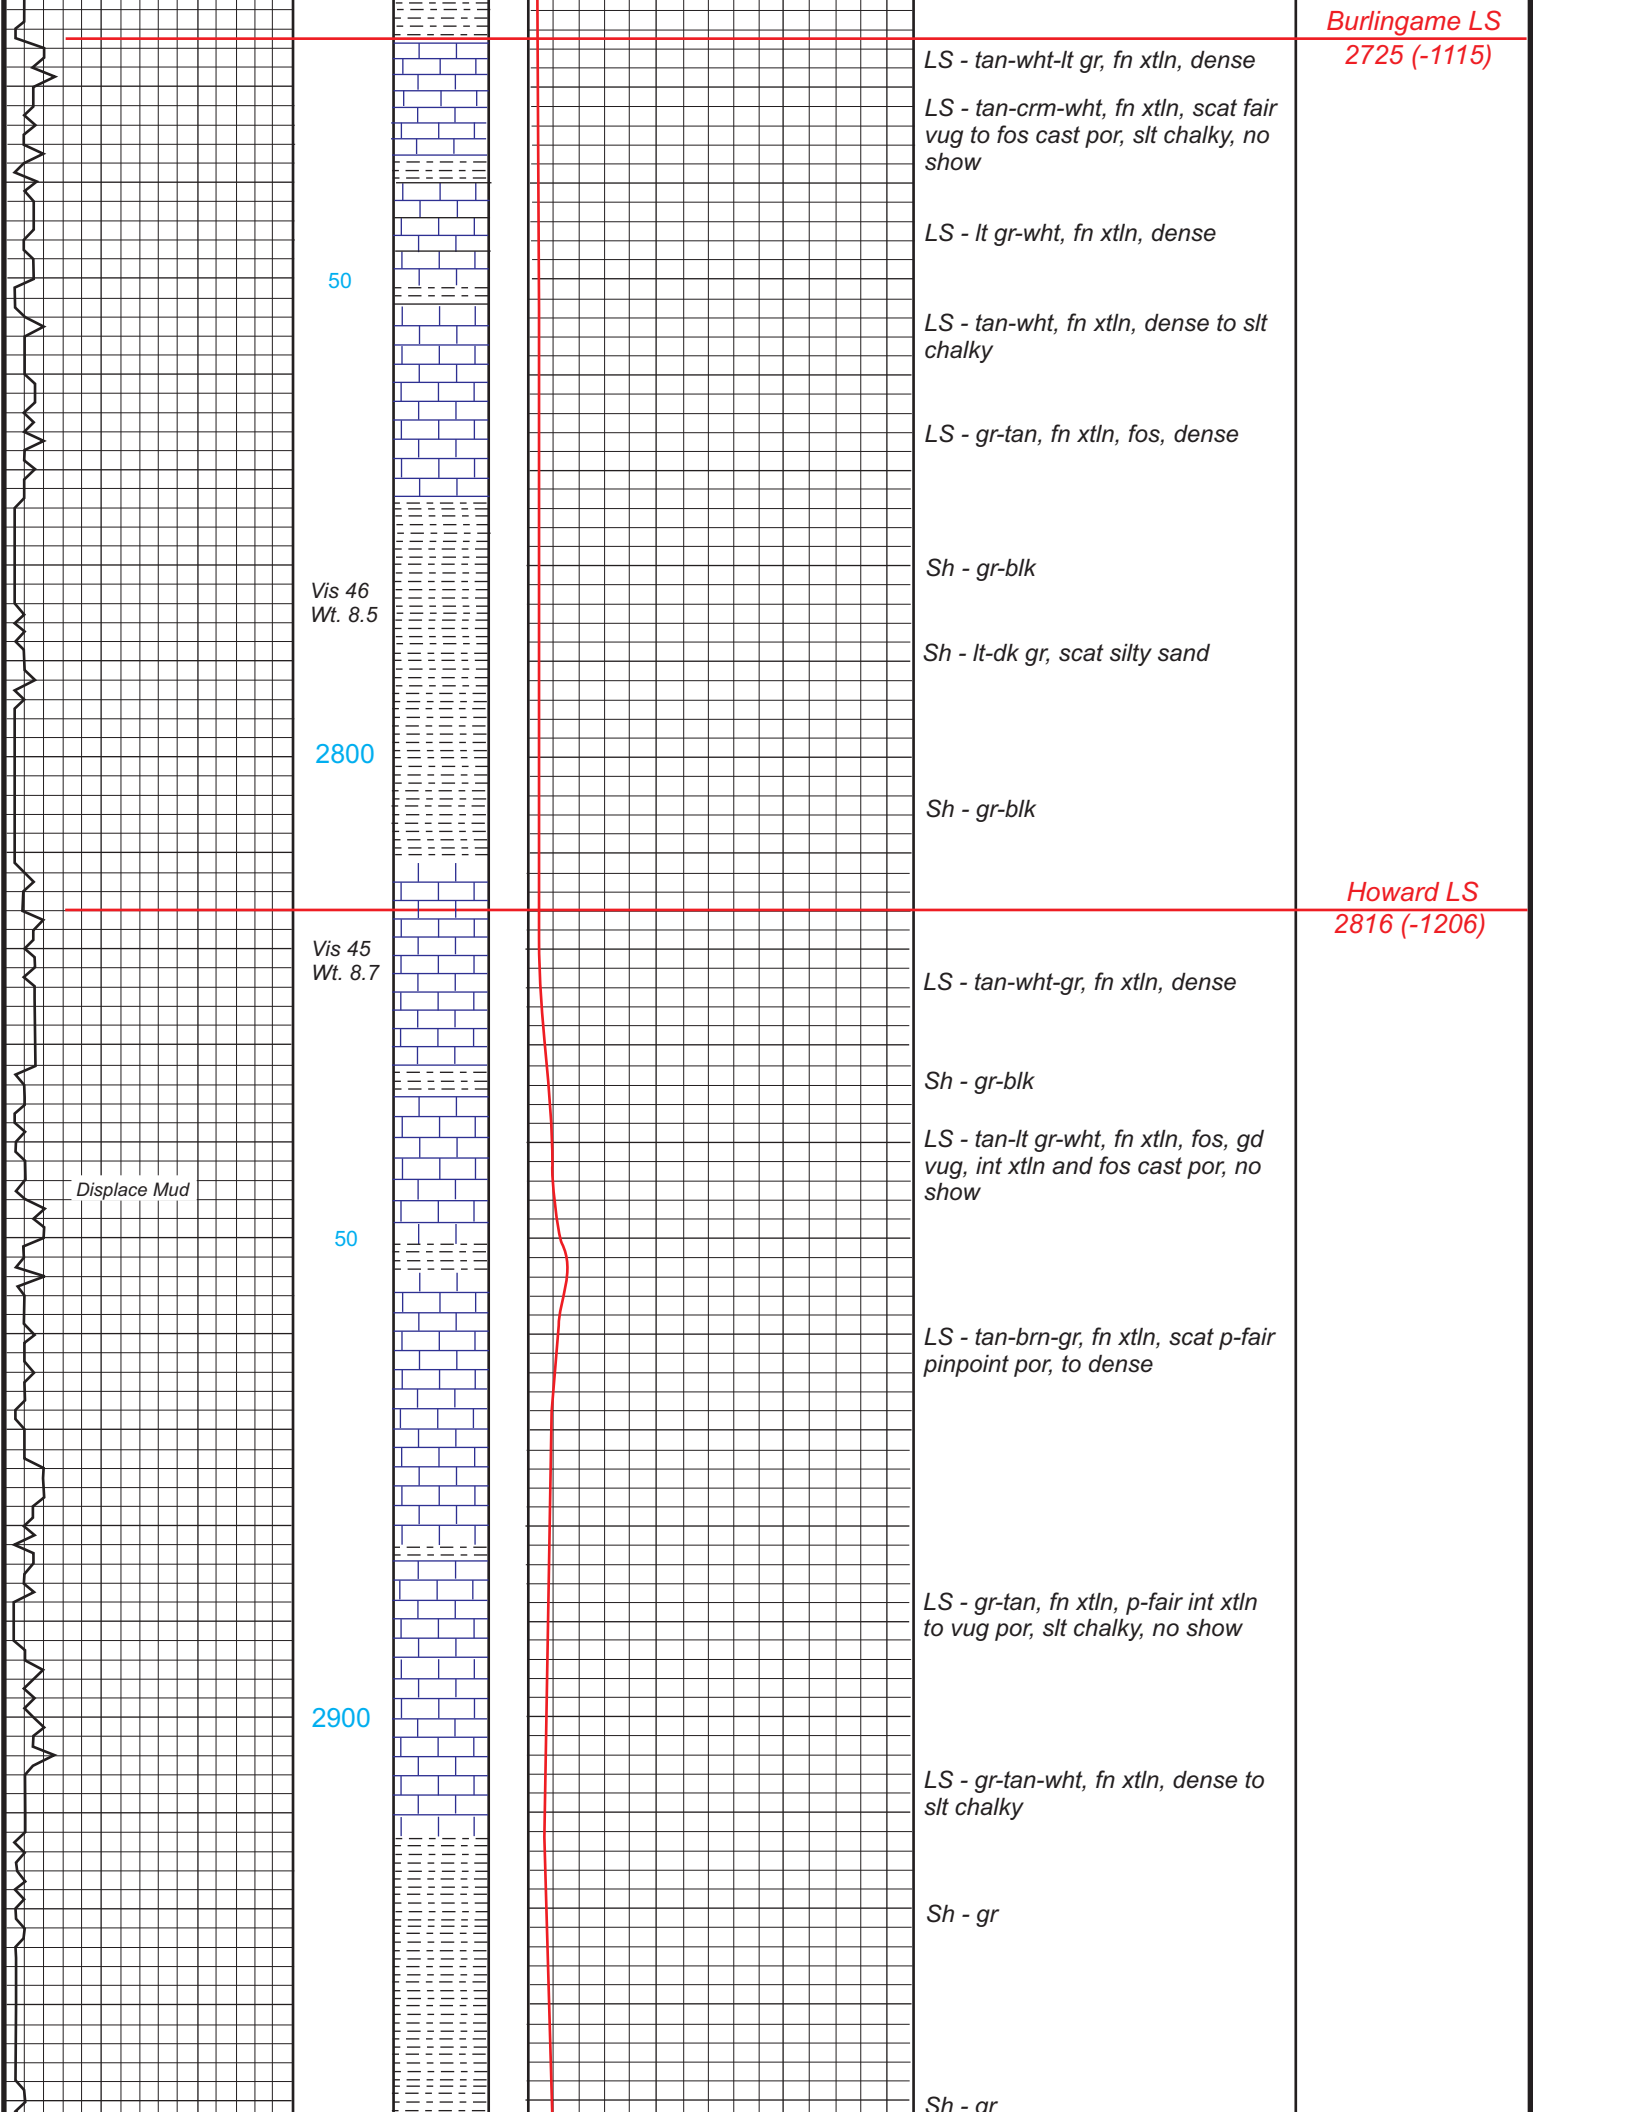 Burlingame LS
2725 (-1115)
LS - tan-wht-lt gr, fn xtln, dense
LS - tan-crm-wht, fn xtln, scat fair
vug to fos cast por, slt chalky, no
show
LS - lt gr-wht, fn xtln, dense
50
LS - tan-wht, fn xtln, dense to slt
chalky
LS - gr-tan, fn xtln, fos, dense
Sh - gr-blk
Vis 46
Wt. 8.5
Sh - lt-dk gr, scat silty sand
2800
Sh - gr-blk
Howard LS
2816 (-1206)
Vis 45
Wt. 8.7
LS - tan-wht-gr, fn xtln, dense
Sh - gr-blk
LS - tan-lt gr-wht, fn xtln, fos, gd
vug, int xtln and fos cast por, no
show
Displace Mud
50
LS - tan-brn-gr, fn xtln, scat p-fair
pinpoint por, to dense
LS - gr-tan, fn xtln, p-fair int xtln
to vug por, slt chalky, no show
2900
LS - gr-tan-wht, fn xtln, dense to
slt chalky
Sh - gr
Sh - gr